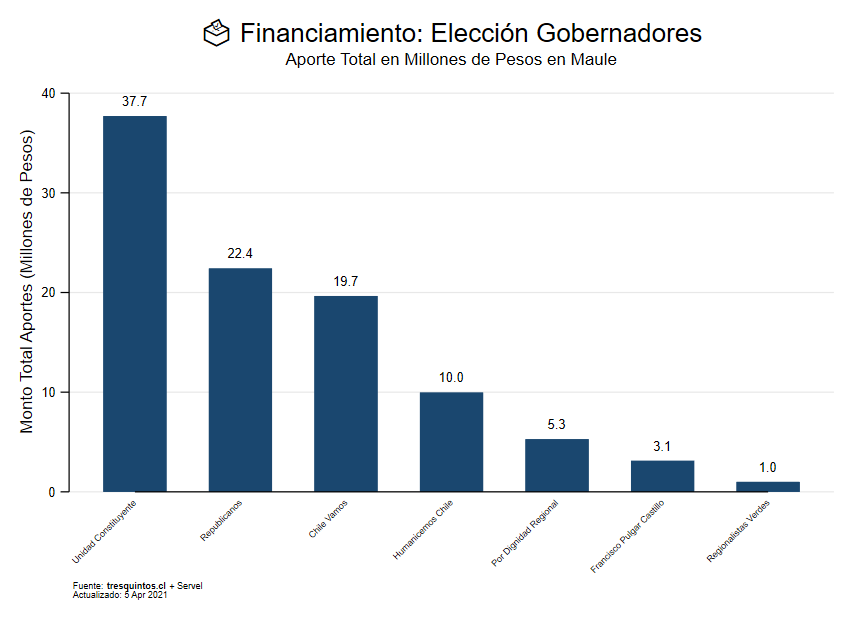 Financiamiento: Elección Gobernadores
Aporte Total en Millones de Pesos en Maule
Monto Total Aportes (Millones de Pesos)
40
30
20
10
0
37.7
22.4
19.7
10.0
5.3
3.1
1.0
Unidad Constituyente
Republicanos
Chile Vamos
Humanicemos Chile
Por Dignidad Regional
Francisco Pulgar Castillo
Regionalistas Verdes
Fuente: tresquintos.cl + Servel
Actualizado: 5 Apr 2021